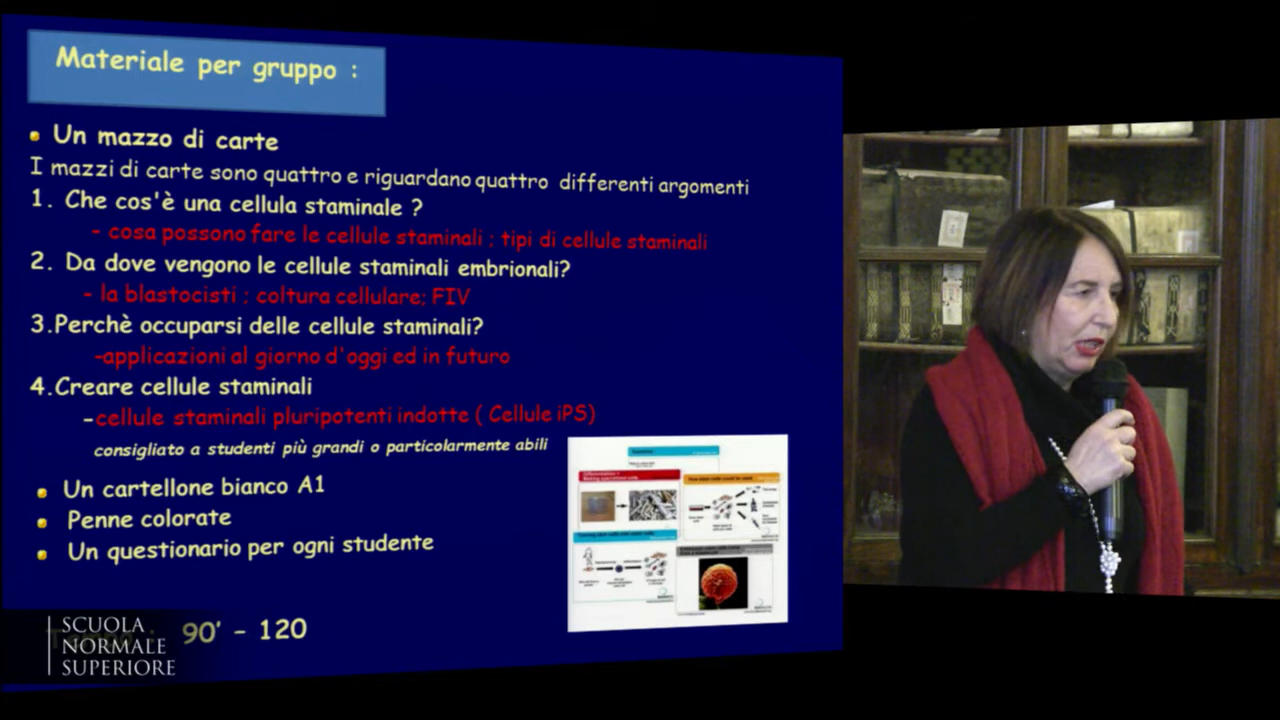 Materiale per gruppo :
Un mazzo di carte
I mazzi di carte sono quattro e riguardano quattro differenti argomenti
1. Che cos'è una cellula staminale ?
- cosa possono fare le cellule staminali ; tipi di cellule staminali
2. Da dove vengono le cellule staminali embrionali?
- la blastocisti ; coltura cellulare; FIV
3.Perchè occuparsi delle cellule staminali?
-applicazioni al giorno d'oggi ed in futuro
4.Creare cellule staminali
-cellule staminali pluripotenti indotte ( Cellule iPS)
consigliato a studenti più grandi o particolarmente abili
Un cartellone bianco A1
Penne colorate
Un questionario per ogni studente
90' - 120
SCUOLA
NORMALE
SUPERIORE